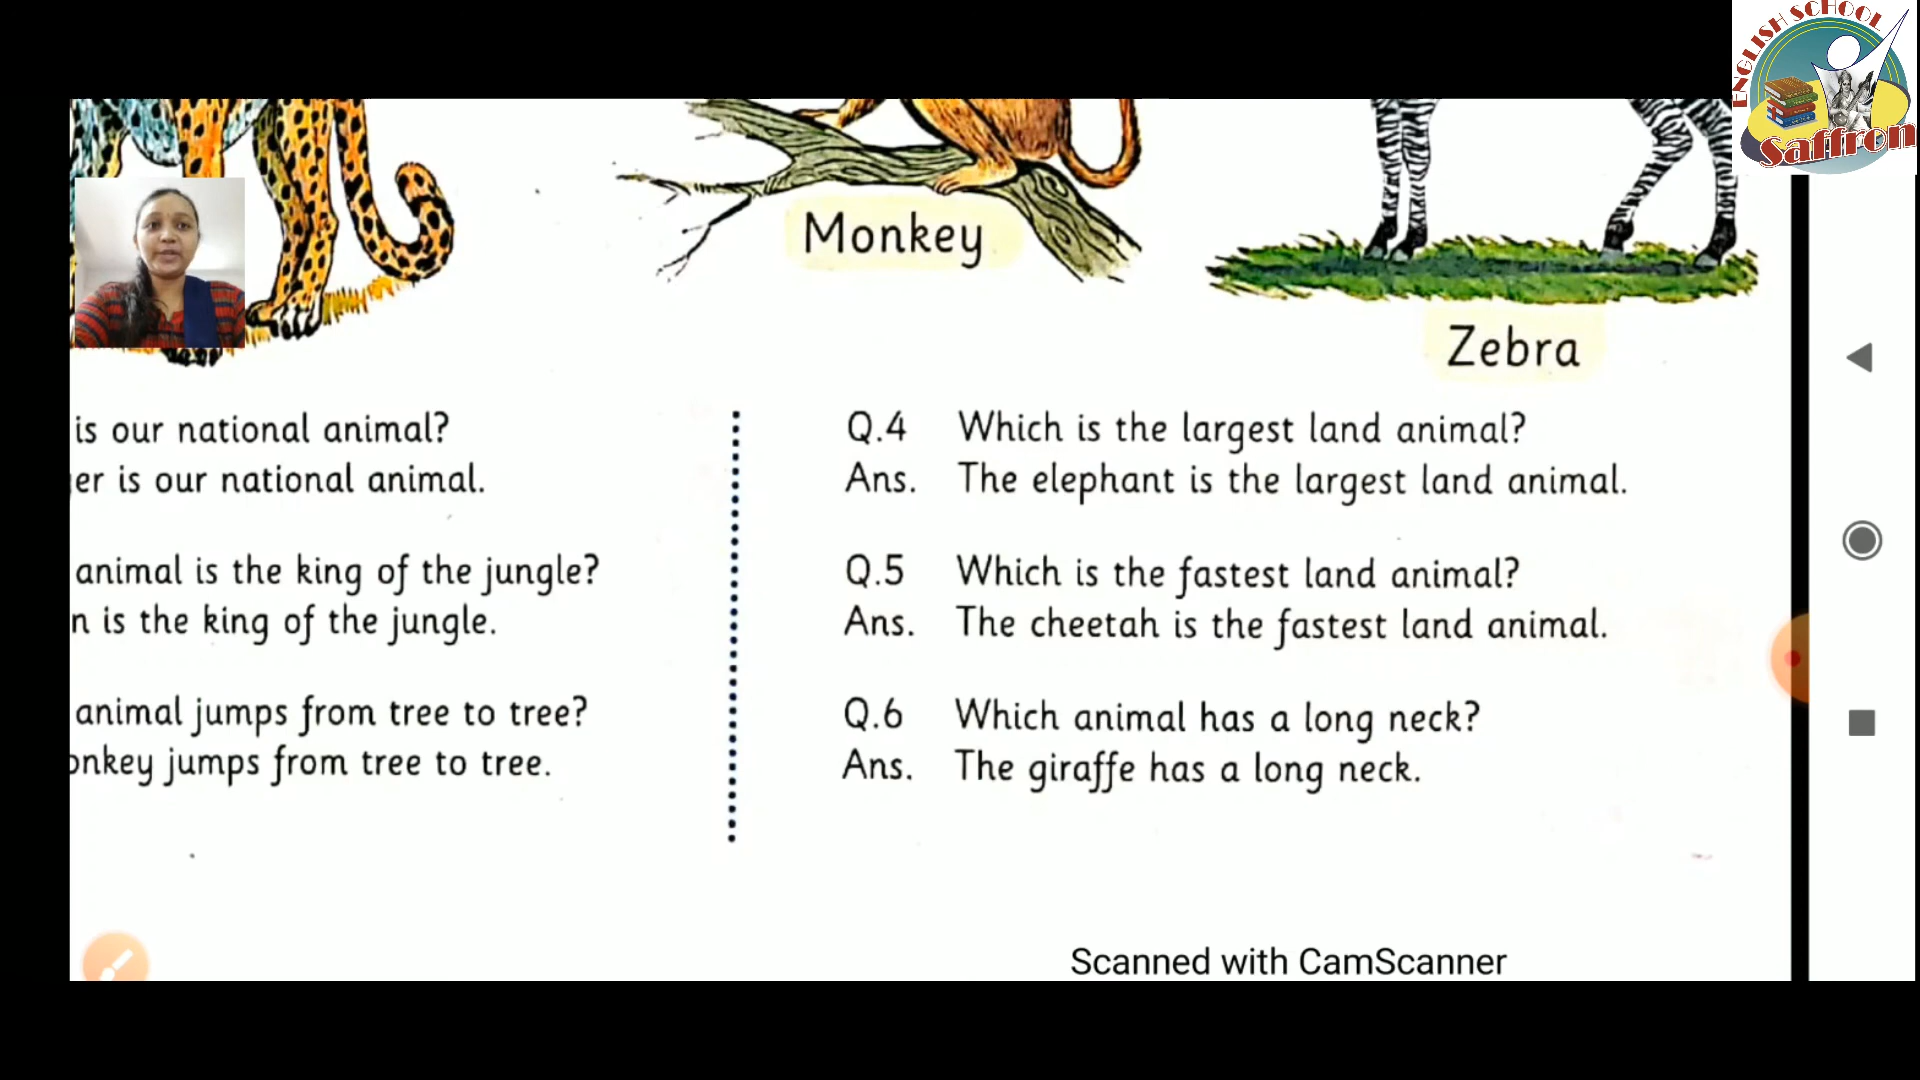 ENGLISH SCHOOL
Saffron
Monkey
Zebra
is our national animal?
er is our national animal.
animal is the king of the jungle?
n is the king of the jungle.
animal jumps from tree to tree?
onkey jumps from tree to tree.
Q.4 Which is the largest land animal?
Ans. The elephant is the largest land animal.
Q.5 Which is the fastest land animal?
Ans. The cheetah is the fastest land animal.
Q.6 Which animal has a long neck?
Ans. The giraffe has a long neck.
Scanned with CamScanner